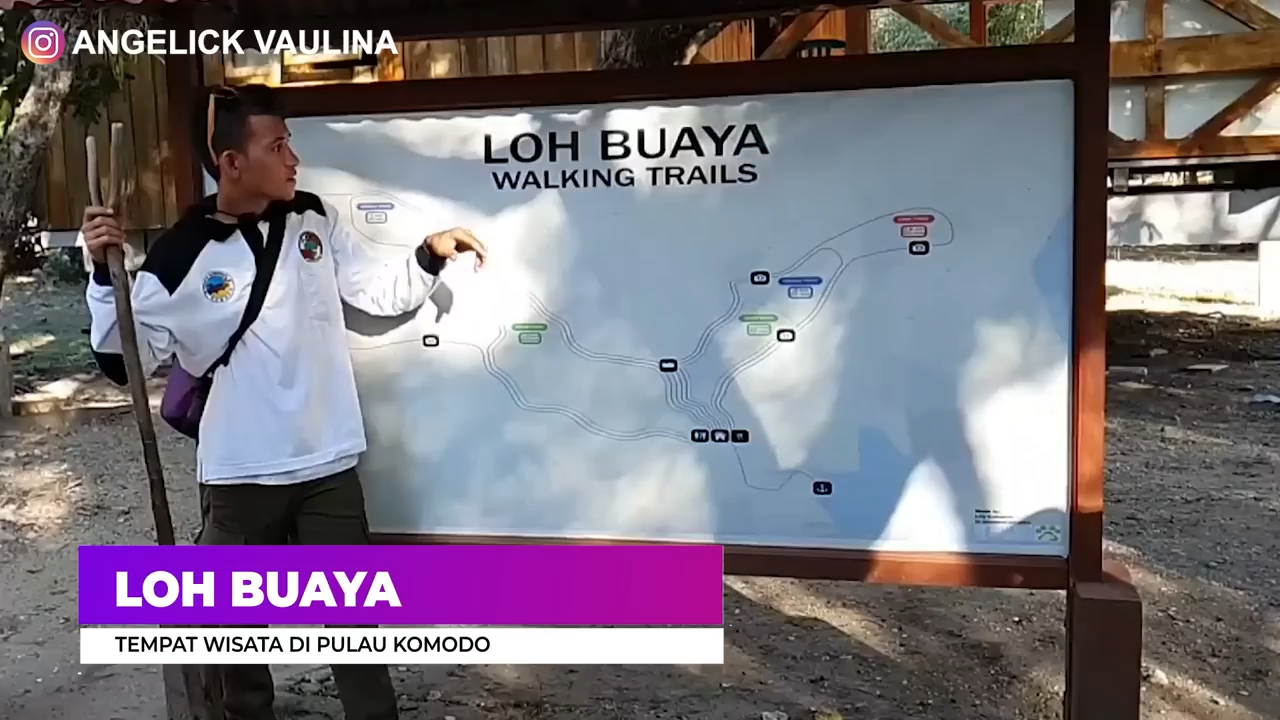 ANGELICK VAULINA
LOH BUAYA
WALKING TRAILS
LOH BUAYA
TEMPAT WISATA DI PULAU KOMODO